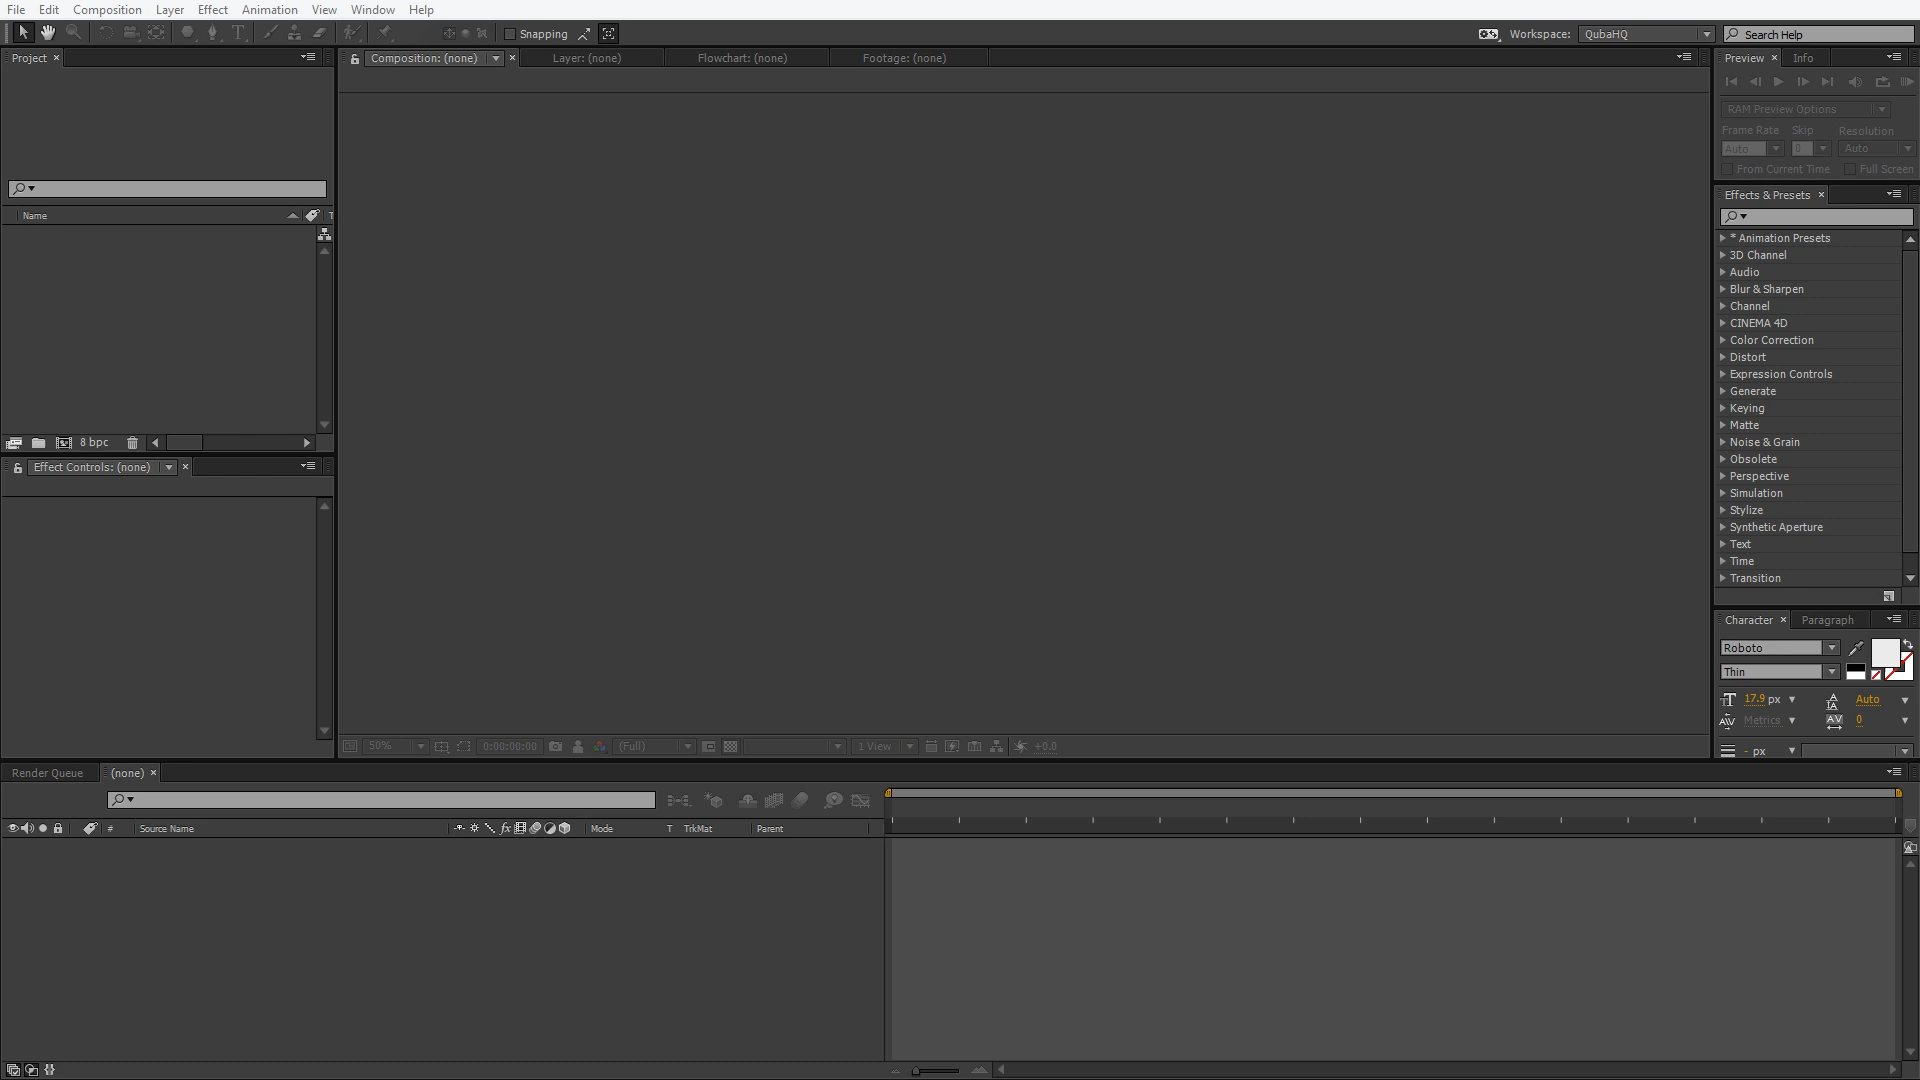 File Edit Composition Layer Effect Animation View Window Help
Snapping Workspace: QubaHQ Search Help
Project
Composition: (none) Layer: (none) Flowchart: (none) Footage: (none)
Preview Info
RAM Preview Options
Frame Rate Skip Resolution
Auto 0 Auto
From Current Time Full Screen
Name T
8 bpc
Effect Controls: (none)
Effects & Presets
* Animation Presets
3D Channel
Audio
Blur & Sharpen
Channel
CINEMA 4D
Color Correction
Distort
Expression Controls
Generate
Keying
Matte
Noise & Grain
Obsolete
Perspective
Simulation
Stylize
Synthetic Aperture
Text
Time
Transition
Character Paragraph
Roboto
Thin
17.9 px Auto
Metrics 0
- px
50% 0:00:00:00 (Full) 1 View +0.0
Render Queue (none)
# Source Name fx Mode T TrkMat Parent